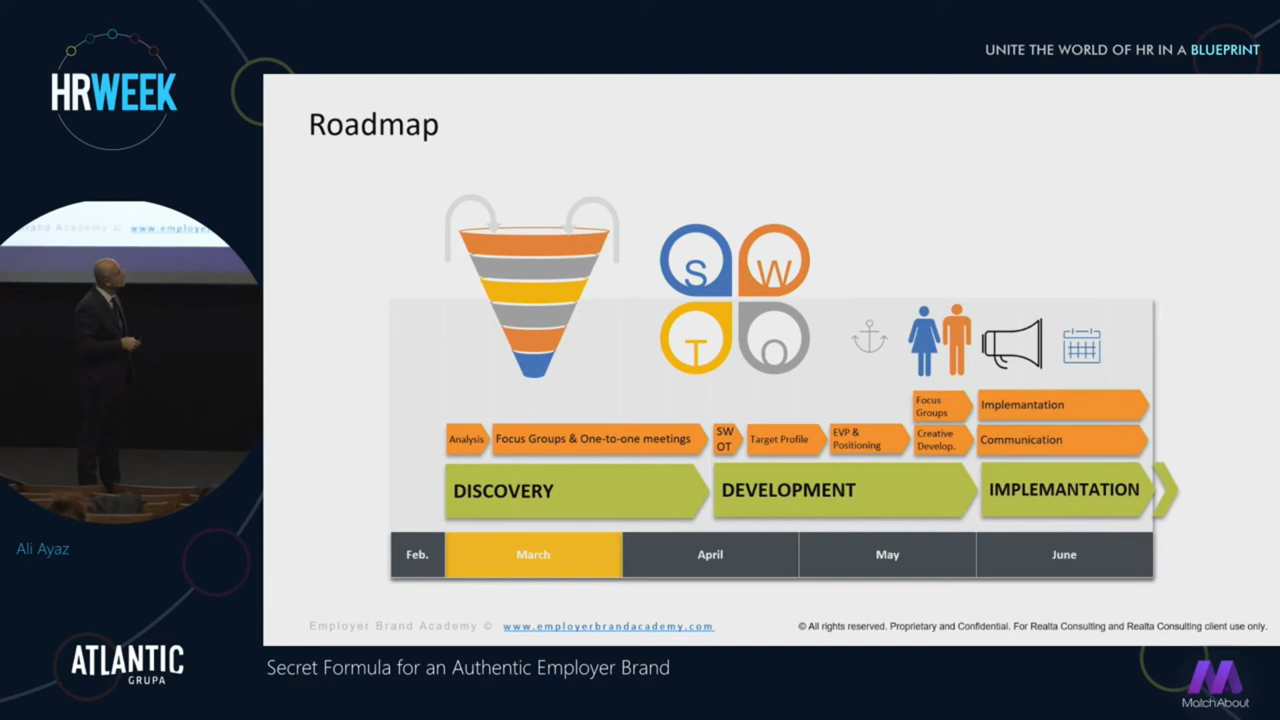 HRWEEK
UNITE THE WORLD OF HR IN A BLUEPRINT
Roadmap
www.employe
S
W
T
O
Focus
Groups
Implemantation
Analysis
Focus Groups & One-to-one meetings
SW
OT
Target Profile
EVP &
Positioning
Creative
Develop.
Communication
DISCOVERY
DEVELOPMENT
IMPLEMANTATION
Feb.
March
April
May
June
Ali Ayaz
Employer Brand Academy © www.employerbrandacademy.com
© All rights reserved. Proprietary and Confidential. For Realta Consulting and Realta Consulting client use only.
ATLANTIC
GRUPA
Secret Formula for an Authentic Employer Brand
MatchAbout